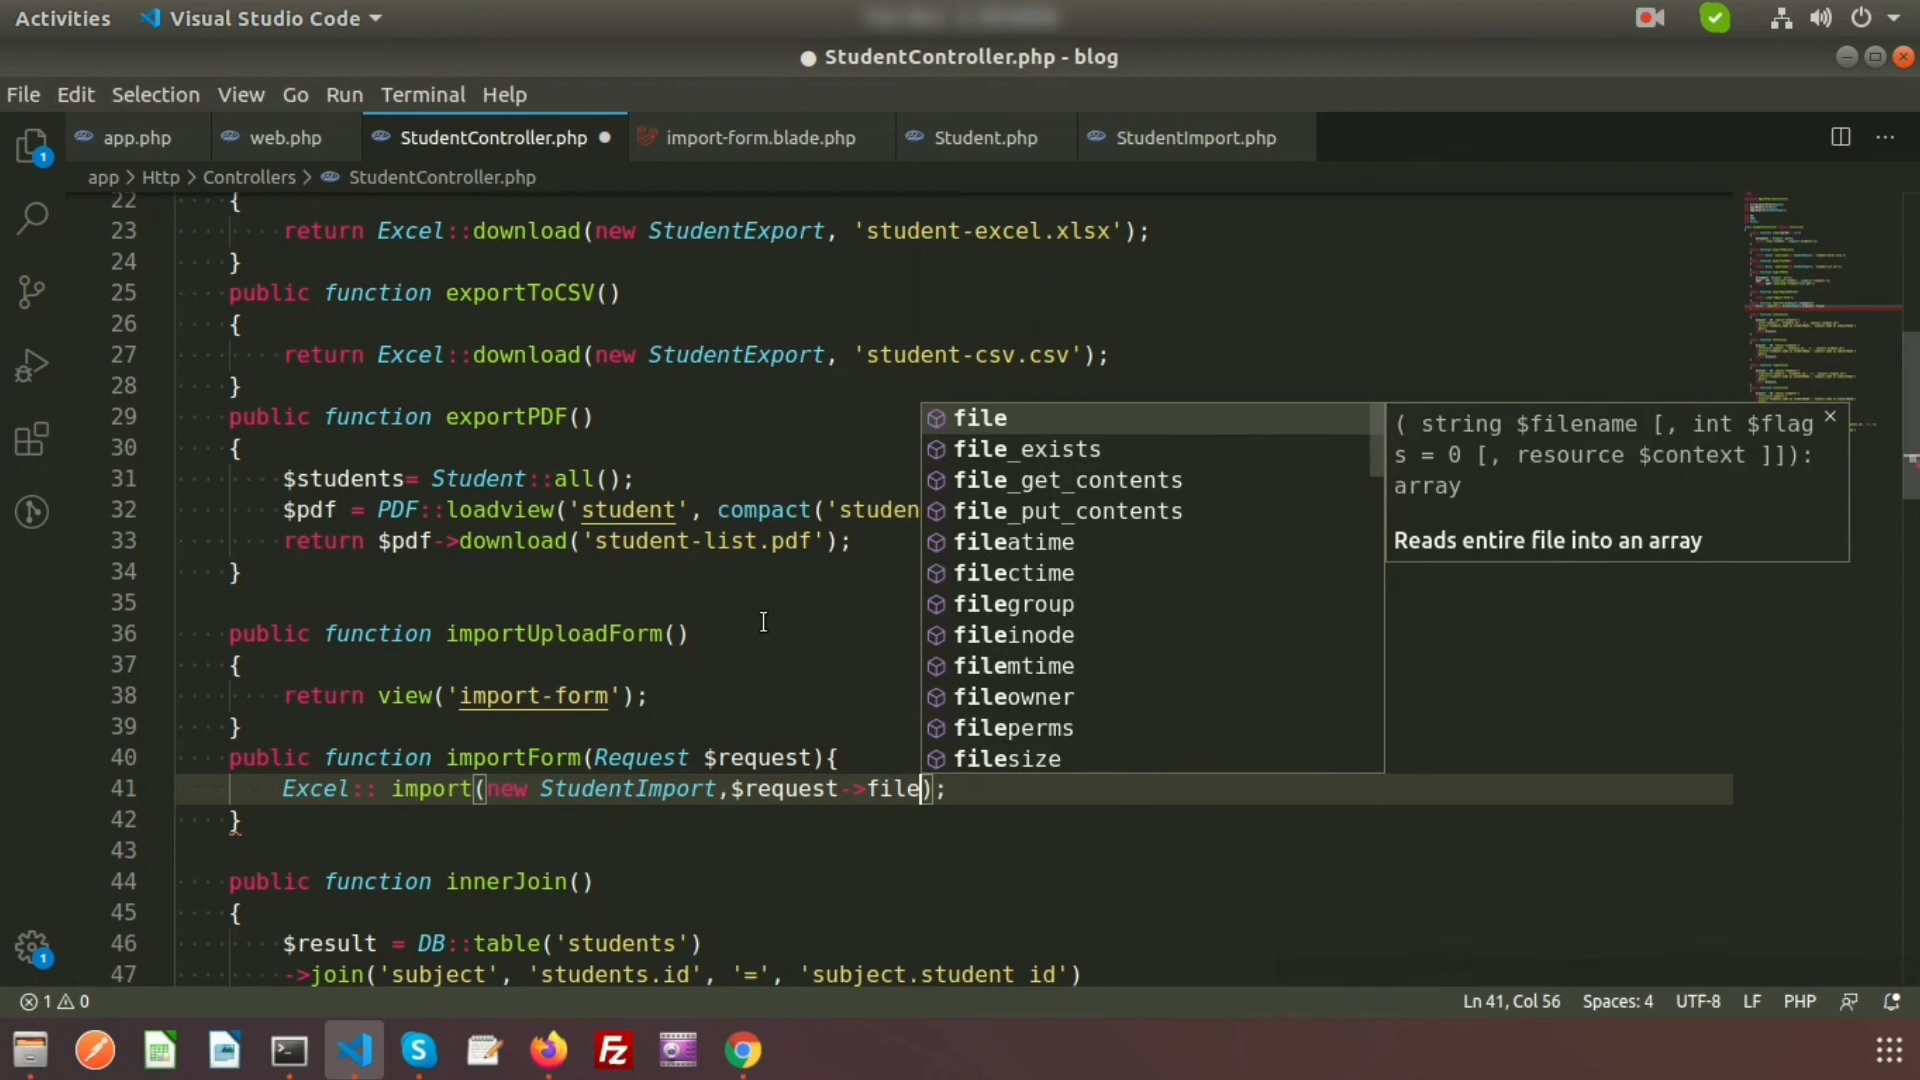 Activities Visual Studio Code
StudentController.php - blog
File Edit Selection View Go Run Terminal Help
app.php web.php StudentController.php import-form.blade.php Student.php StudentImport.php
app > Http > Controllers > StudentController.php
22 {
23 return Excel::download(new StudentExport, 'student-excel.xlsx');
24 }
25 public function exportToCSV()
26 {
27 return Excel::download(new StudentExport, 'student-csv.csv');
28 }
29 public function exportPDF()
30 {
31 $students= Student::all();
32 $pdf = PDF::loadview('student', compact('studen
33 return $pdf->download('student-list.pdf');
34 }
35
36 public function importUploadForm()
37 {
38 return view('import-form');
39 }
40 public function importForm(Request $request){
41 Excel:: import(new StudentImport,$request->file);
42 }
43
44 public function innerJoin()
45 {
46 $result = DB::table('students')
47 ->join('subject', 'students.id', '=', 'subject.student id')
file
file_exists
file_get_contents
file_put_contents
fileatime
filectime
filegroup
fileinode
filemtime
fileowner
fileperms
filesize
( string $filename [, int $flag
s = 0 [, resource $context ]]):
array
Reads entire file into an array
1
1
1 0 Ln 41, Col 56 Spaces: 4 UTF-8 LF PHP